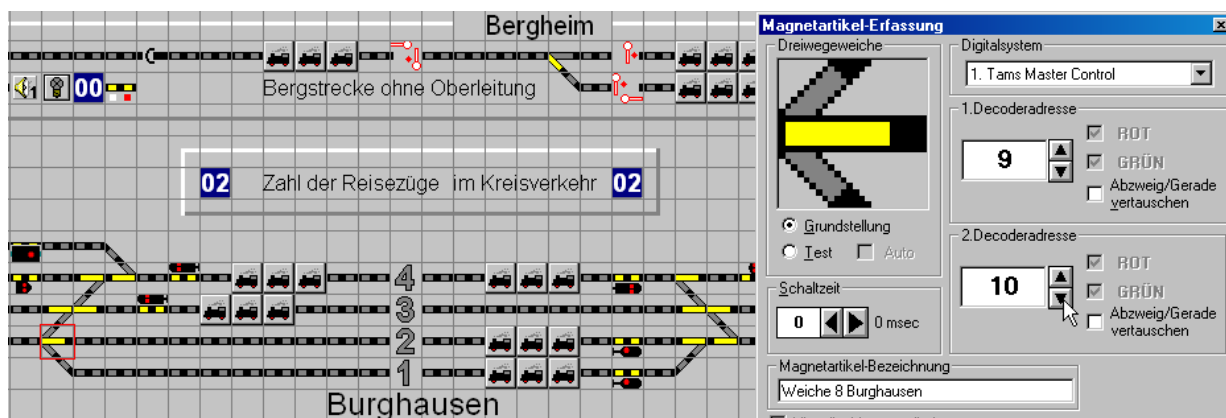 Bergheim
1
00
Bergstrecke ohne Oberleitung
02 Zahl der Reisezüge im Kreisverkehr 02
4
3
2
1
Burghausen
Magnetartikel-Erfassung
Dreiwegeweiche
Grundstellung
Test Auto
Schaltzeit
0 0 msec
Digitalsystem
1. Tams Master Control
1.Decoderadresse
9
ROT
GRÜN
Abzweig/Gerade
vertauschen
2.Decoderadresse
10
ROT
GRÜN
Abzweig/Gerade
vertauschen
Magnetartikel-Bezeichnung
Weiche 8 Burghausen